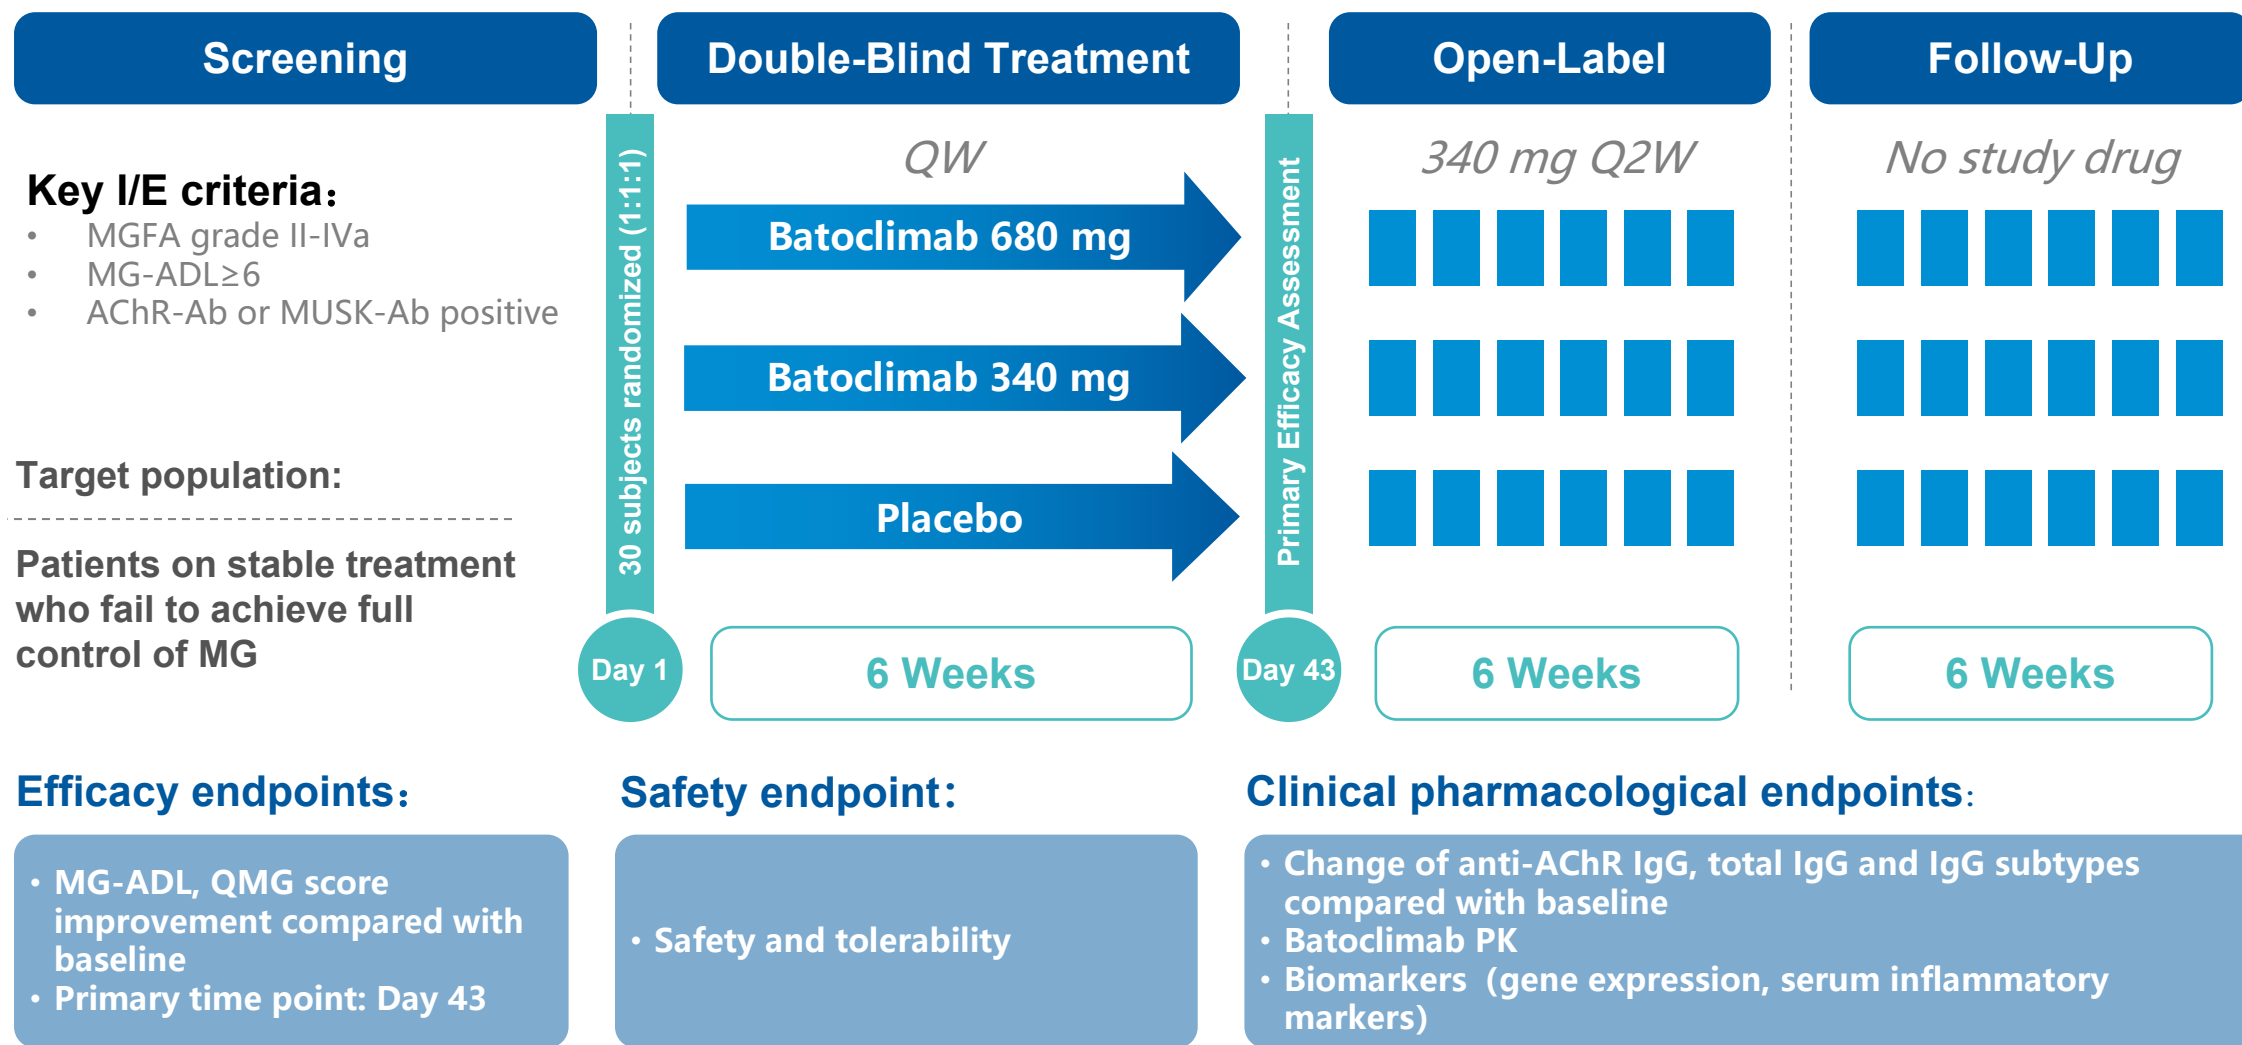 Screening
Double-Blind Treatment
Open-Label
Follow-Up
Key I/E criteria：
• MGFA grade II-IVa
• MG-ADL≥6
• AChR-Ab or MUSK-Ab positive
Target population:
Patients on stable treatment
who fail to achieve full
control of MG
30 subjects randomized (1:1:1)
Day 1
QW
Batoclimab 680 mg
Batoclimab 340 mg
Placebo
6 Weeks
Primary Efficacy Assessment
Day 43
340 mg Q2W
6 Weeks
No study drug
6 Weeks
Efficacy endpoints：
• MG-ADL, QMG score
improvement compared with
baseline
• Primary time point: Day 43
Safety endpoint：
• Safety and tolerability
Clinical pharmacological endpoints：
• Change of anti-AChR IgG, total IgG and IgG subtypes
compared with baseline
• Batoclimab PK
• Biomarkers (gene expression, serum inflammatory
markers)